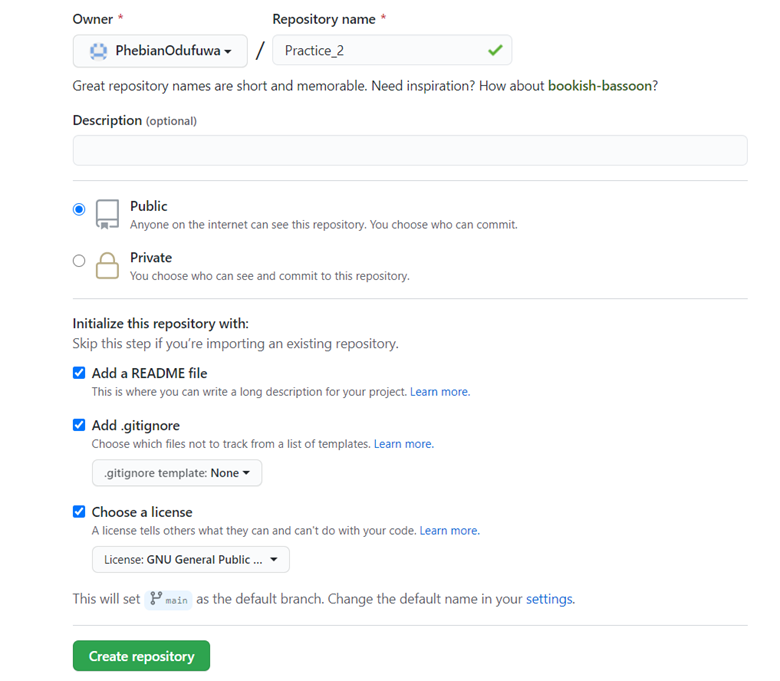 Owner * Repository name *
PhebianOdufuwa / Practice_2
Great repository names are short and memorable. Need inspiration? How about bookish-bassoon?
Description (optional)
Public
Anyone on the internet can see this repository. You choose who can commit.
Private
You choose who can see and commit to this repository.
Initialize this repository with:
Skip this step if you're importing an existing repository.
Add a README file
This is where you can write a long description for your project. Learn more.
Add .gitignore
Choose which files not to track from a list of templates. Learn more.
.gitignore template: None
Choose a license
A license tells others what they can and can't do with your code. Learn more.
License: GNU General Public ...
This will set main as the default branch. Change the default name in your settings.
Create repository